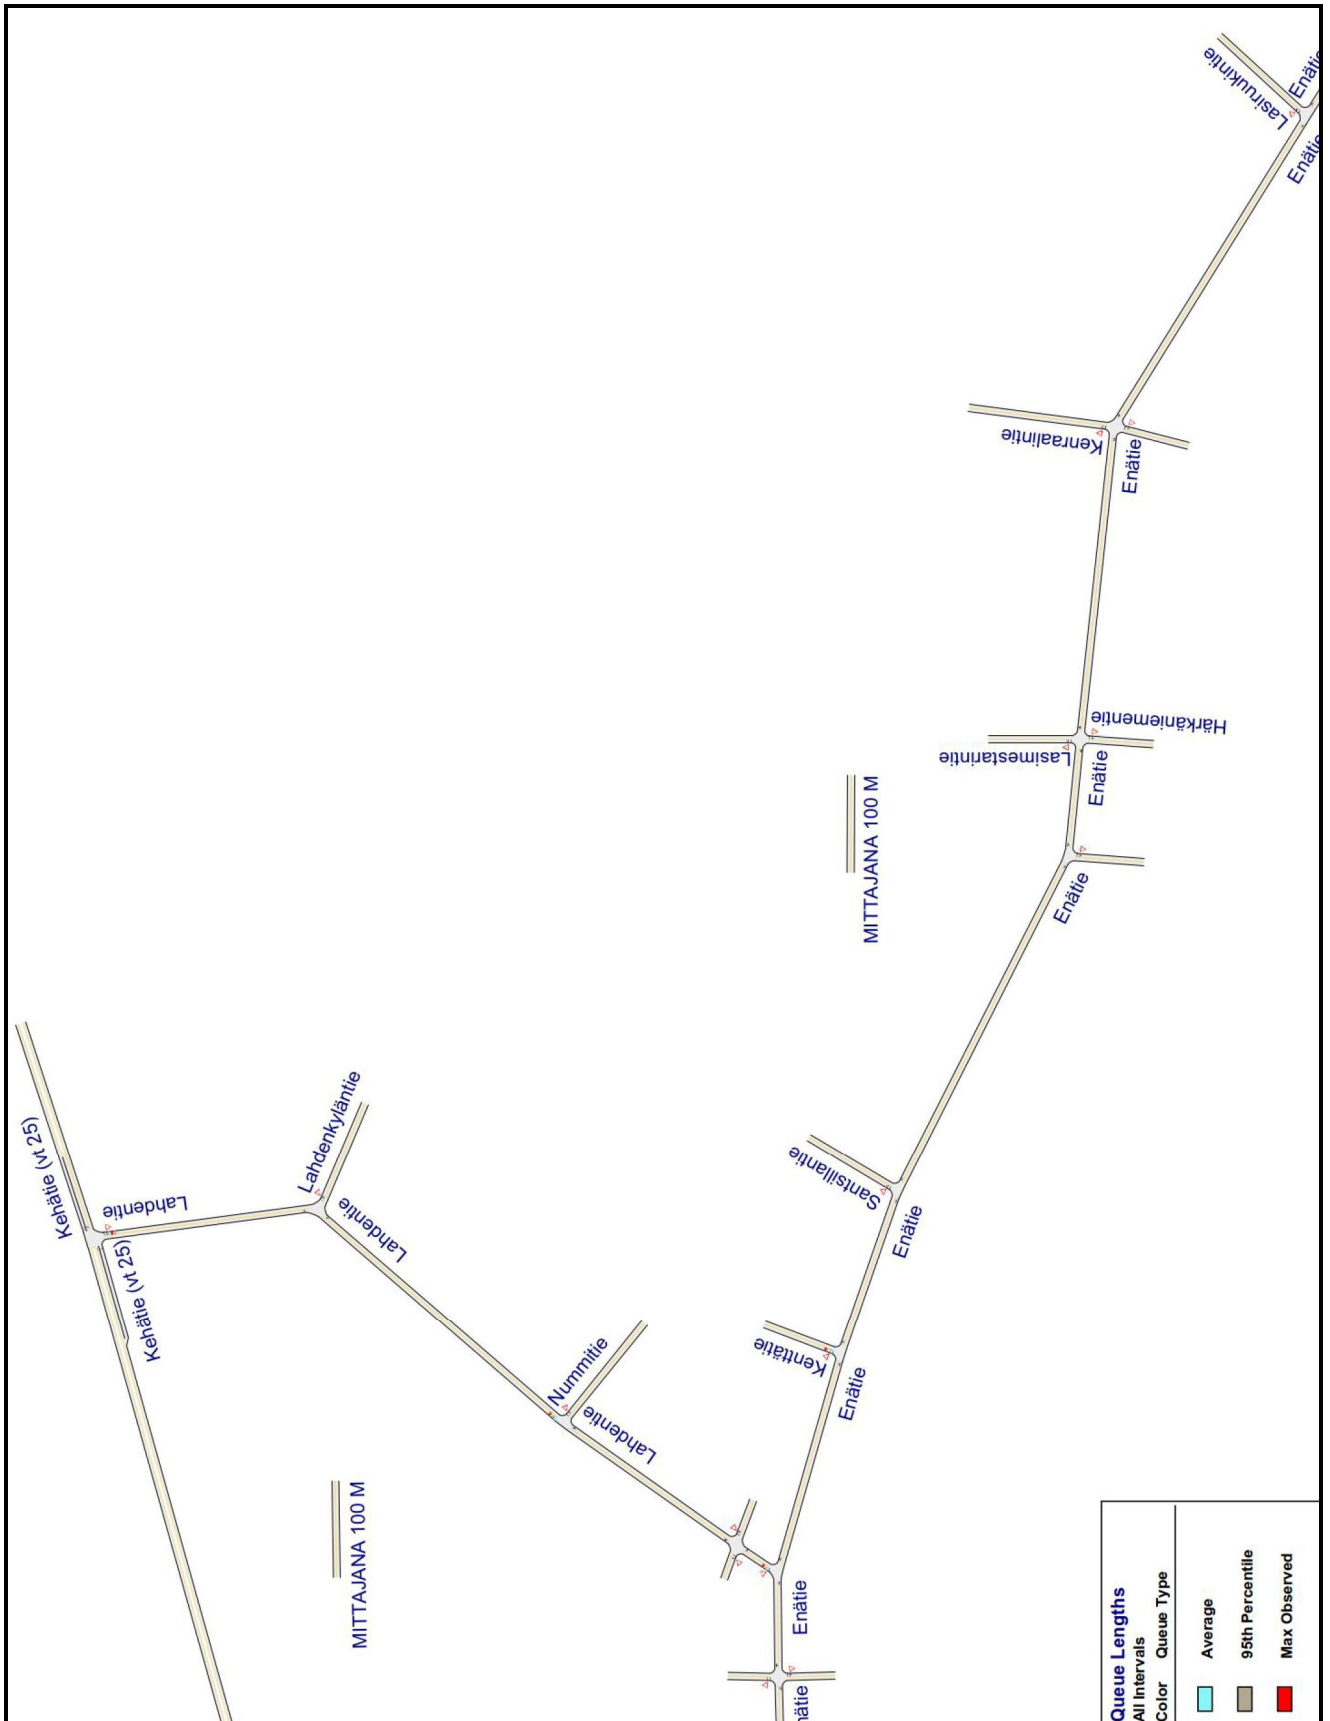 Enätie
Lasiruukintie
Enätie
Kenraalintie
Enätie
Härkäniementie
Lasimestarintie
Enätie
MITTAJANA 100 M
Enätie
Lahdenkyläntie
Kehätie (vt 25)
Lahdentie
Santsillantie
Lahdentie
Enätie
Kehätie (vt 25)
Nummitie
Kenttätie
Enätie
Lahdentie
MITTAJANA 100 M
Enätie
nätie
Queue Lengths
All Intervals
Color Queue Type
Average
95th Percentile
Max Observed